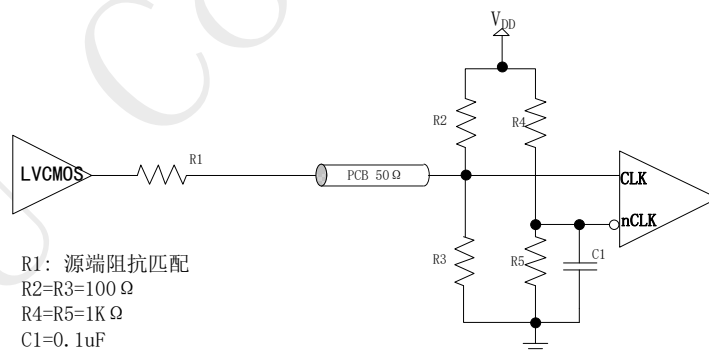 V_DD
R2
R4
R1
LVCMOS
PCB 50Ω
CLK
nCLK
R3
R5
C1
R1: 源端阻抗匹配
R2=R3=100Ω
R4=R5=1KΩ
C1=0.1uF